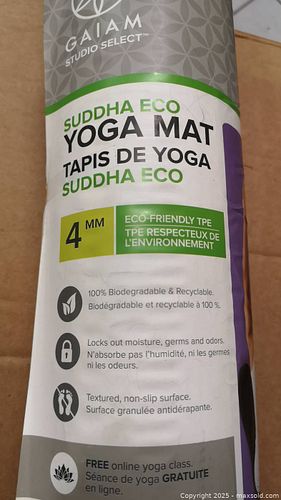 GAIAM
STUDIO SELECT™
SUDDHA ECO
YOGA MAT
TAPIS DE YOGA
SUDDHA ECO
4 MM
ECO-FRIENDLY TPE
TPE RESPECTEUX DE
L'ENVIRONNEMENT
100% Biodegradable & Recyclable.
Biodégradable et recyclable à 100 %.
Locks out moisture, germs and odors.
N'absorbe pas l'humidité, ni les germes
ni les odeurs.
Textured, non-slip surface.
Surface granulée antidérapante.
FREE online yoga class.
Séance de yoga GRATUITE
en ligne.
Copyright 2025 - maxsold.com